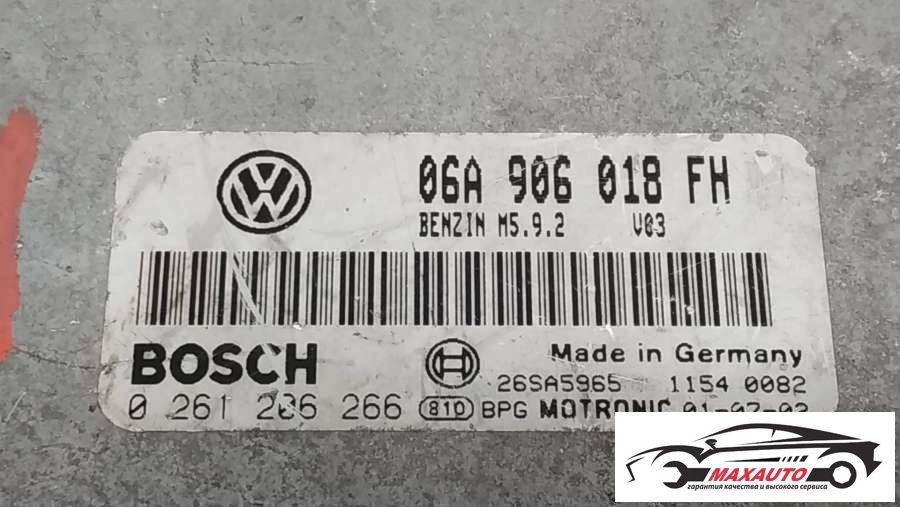 06A 906 018 FH
BENZIN M5.9.2 V03
BOSCH
Made in Germany
26SA5965 1154 0082
0 261 206 266 81D BPG MOTRONIC
MAXAUTO
гарантия качества и высокого сервиса